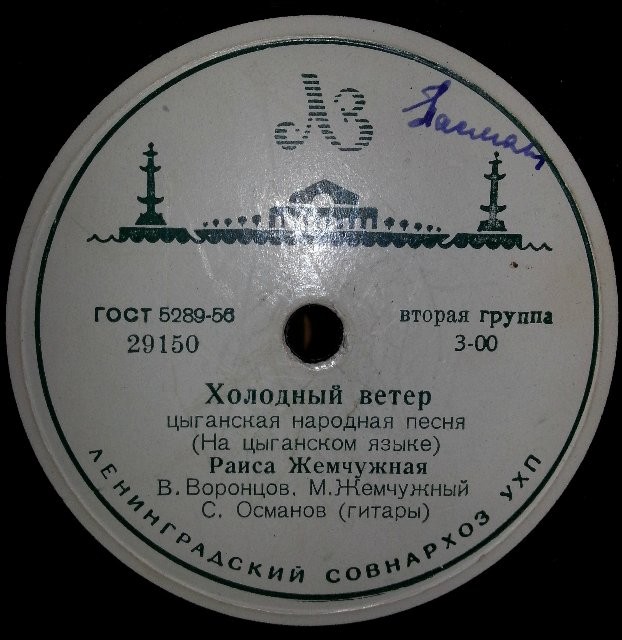 ЛЗ
ГОСТ 5289-56
29150
вторая группа
3-00
Холодный ветер
цыганская народная песня
(На цыганском языке)
Раиса Жемчужная
В. Воронцов, М. Жемчужный
С. Османов (гитары)
ЛЕНИНГРАДСКИЙ СОВНАРХОЗ УХП